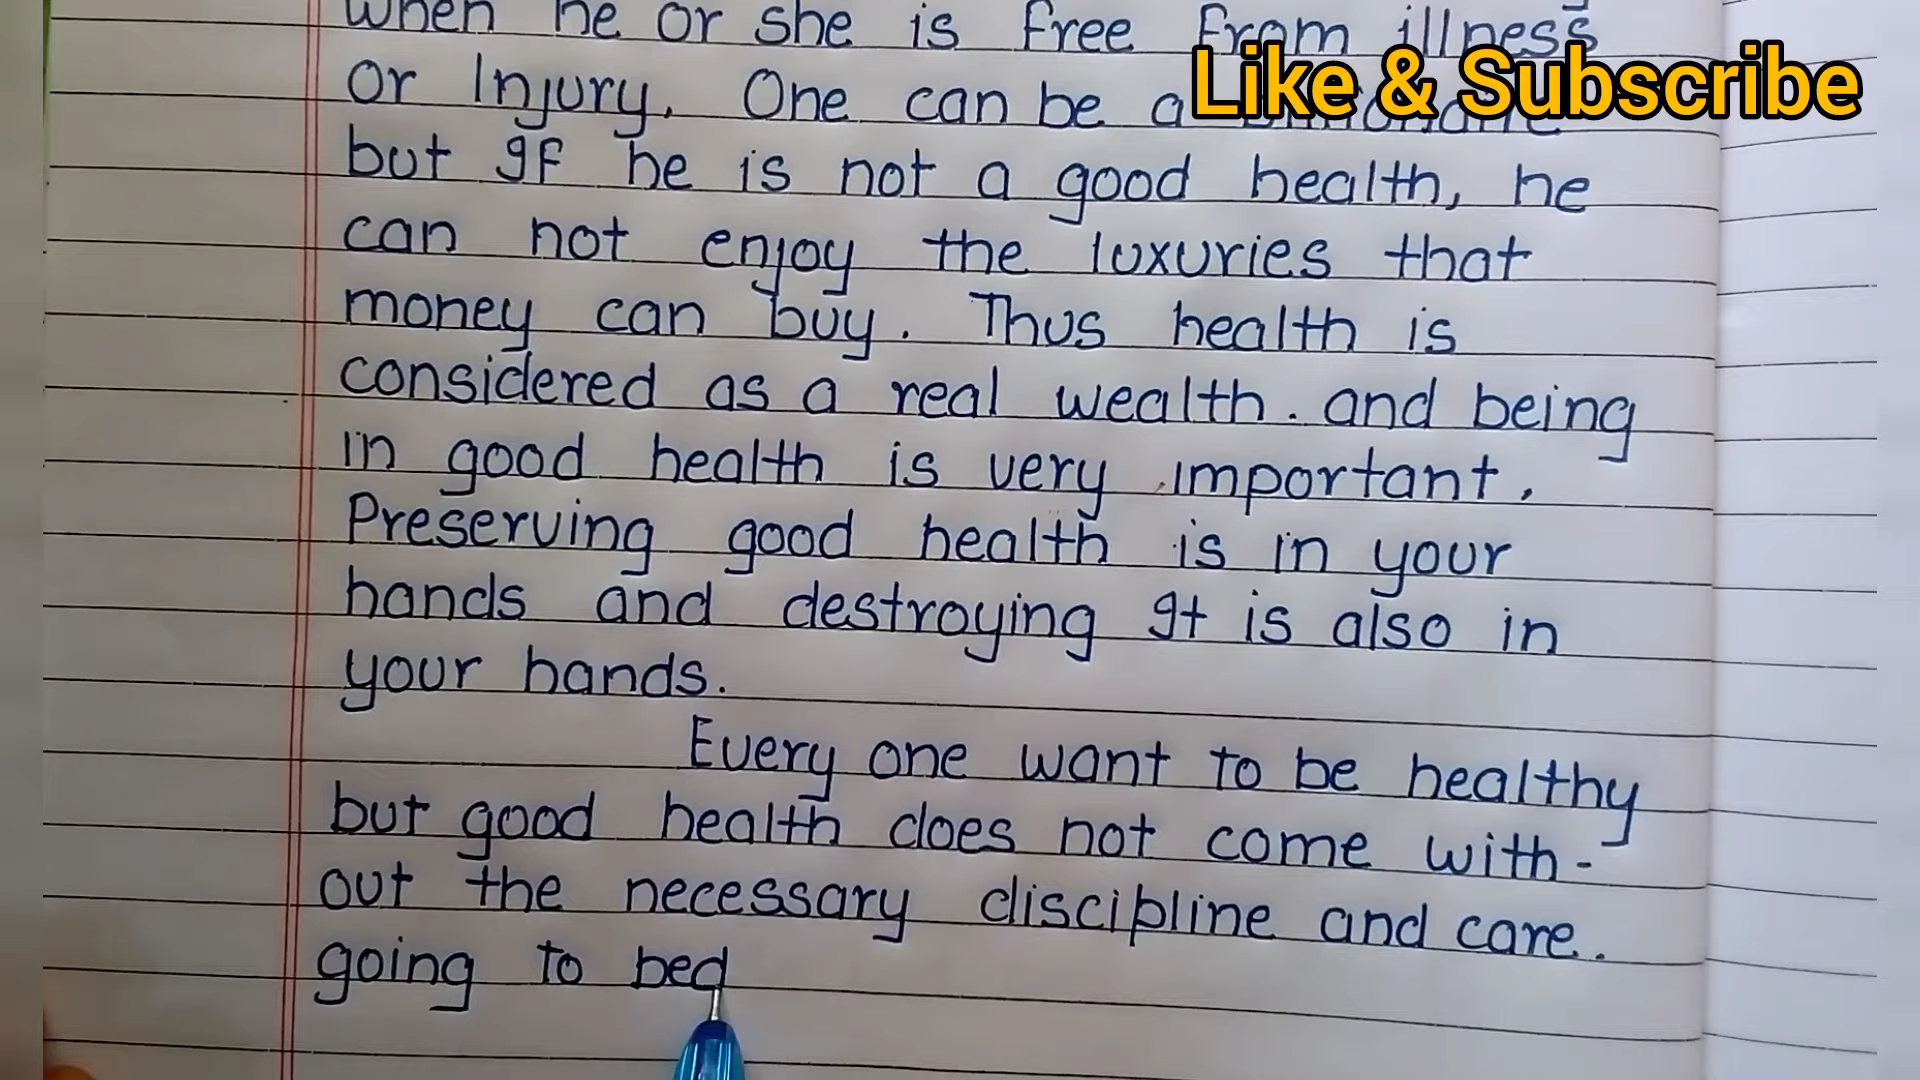 when he or she is free from illness
Like & Subscribe
or Injury. One can be a
but If he is not a good health, he
can not enjoy the luxuries that
money can buy. Thus health is
considered as a real wealth. and being
in good health is very important.
Preserving good health is in your
hands and destroying It is also in
your hands.
Every one want to be healthy
but good health does not come with-
out the necessary discipline and care.
going to bed